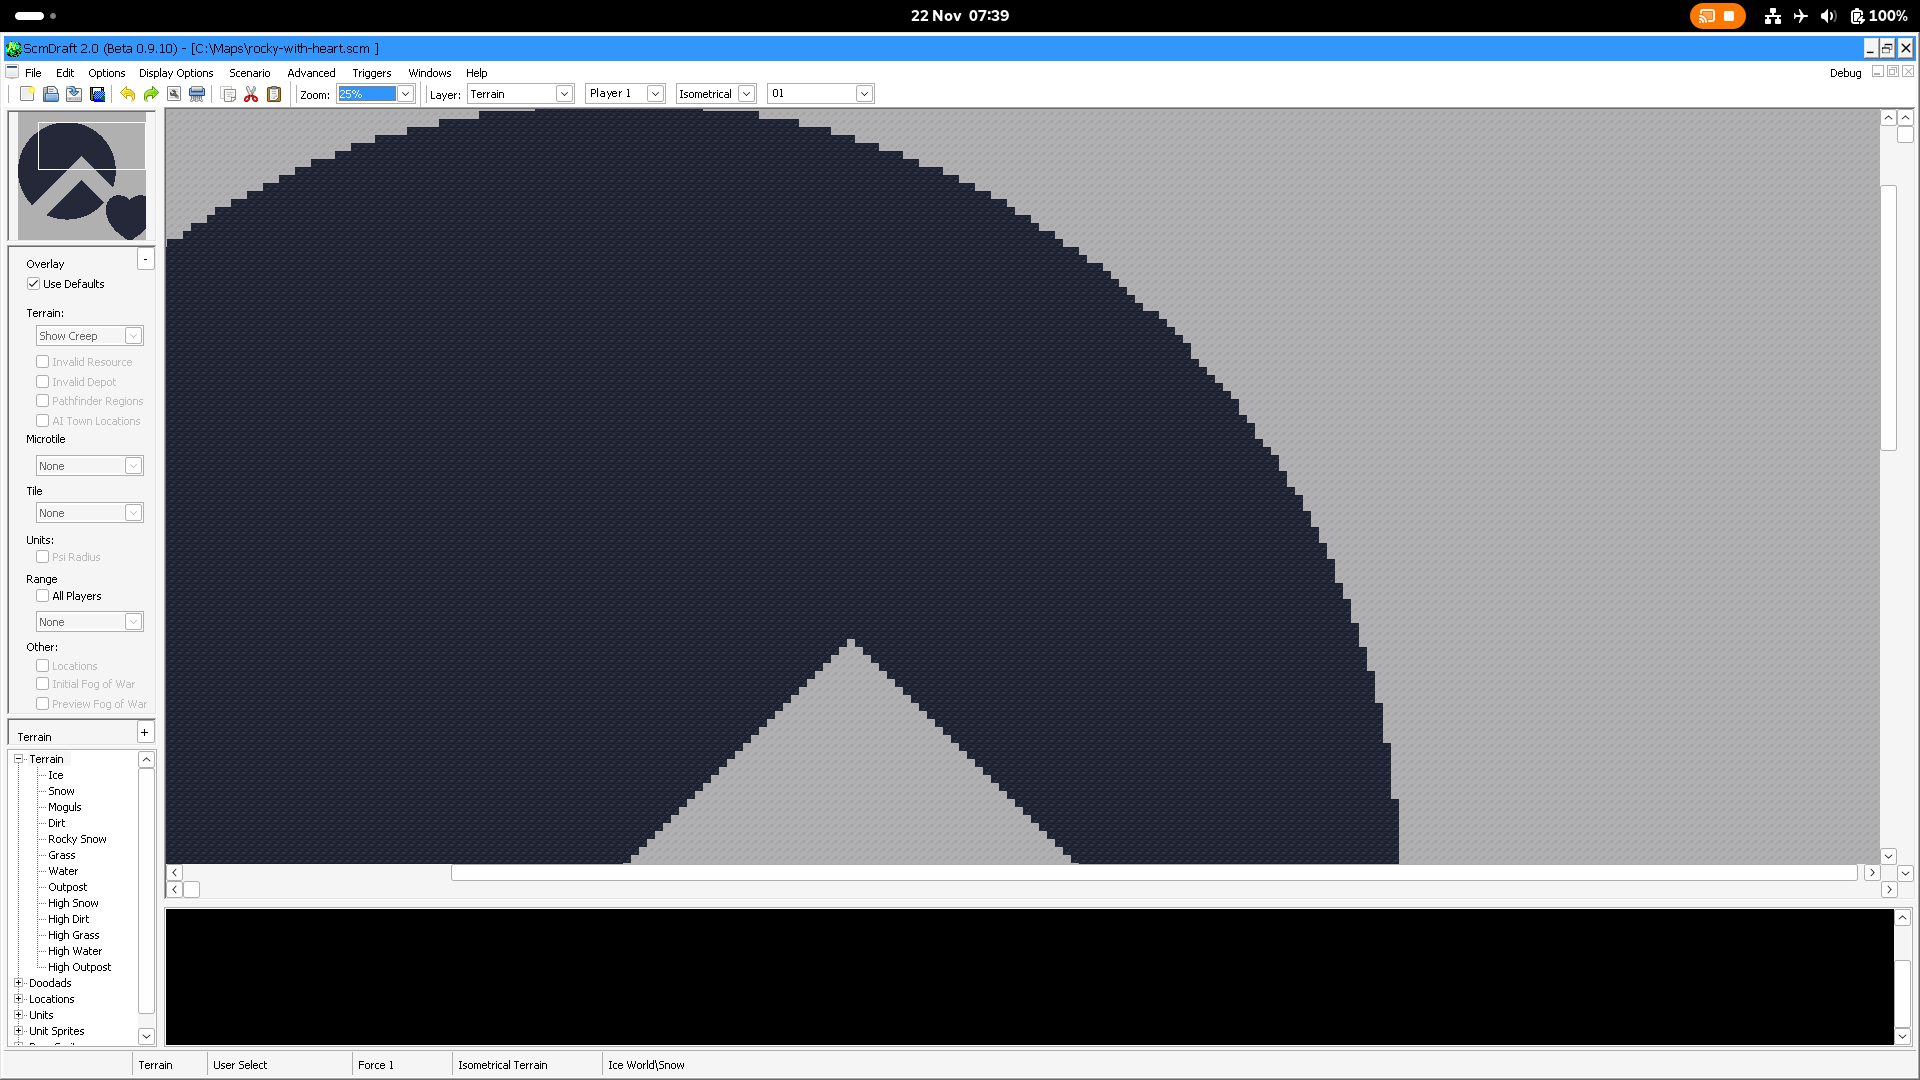 22 Nov 07:39
100%
ScmDraft 2.0 (Beta 0.9.10) - [C:\Maps\rocky-with-heart.scm ]
File Edit Options Display Options Scenario Advanced Triggers Windows Help Debug
Zoom: 25% Layer: Terrain Player 1 Isometrical 01
Overlay -
Use Defaults
Terrain:
Show Creep
Invalid Resource
Invalid Depot
Pathfinder Regions
AI Town Locations
Microtile
None
Tile
None
Units:
Psi Radius
Range
All Players
None
Other:
Locations
Initial Fog of War
Preview Fog of War
Terrain +
Terrain
Ice
Snow
Moguls
Dirt
Rocky Snow
Grass
Water
Outpost
High Snow
High Dirt
High Grass
High Water
High Outpost
Doodads
Locations
Units
Unit Sprites
Terrain User Select Force 1 Isometrical Terrain Ice World\Snow